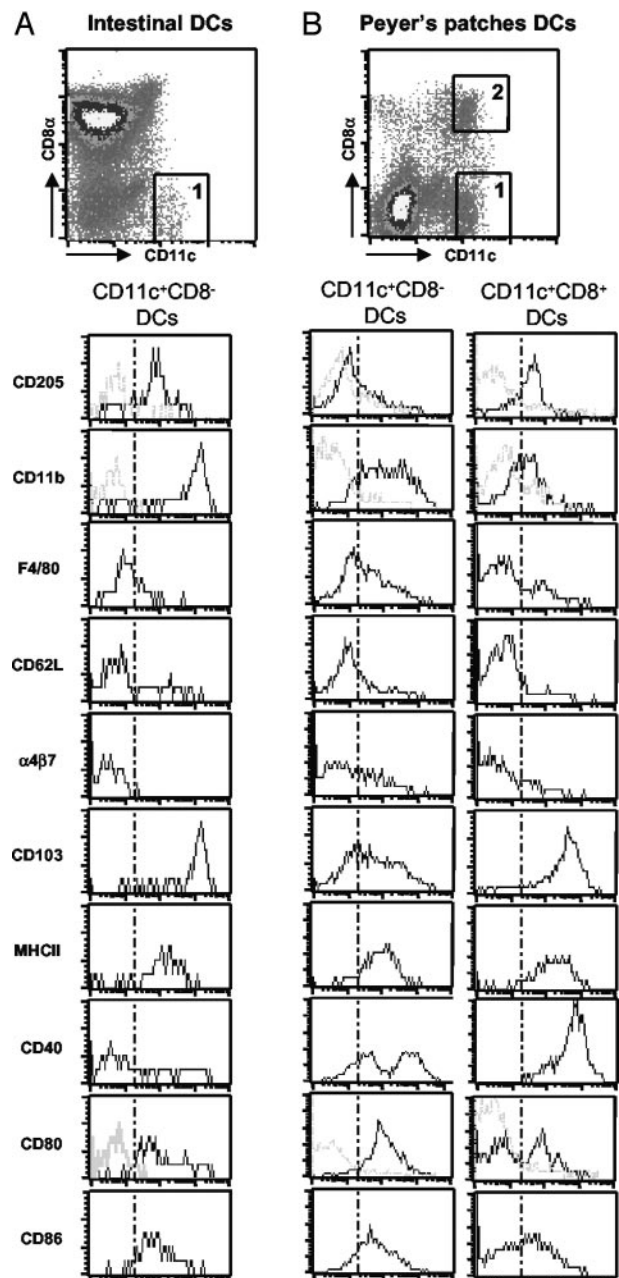 A Intestinal DCs
B Peyer's patches DCs
CD8α
1
CD11c
CD8α
2
1
CD11c
CD11c⁺CD8⁻
DCs
CD11c⁺CD8⁻
DCs
CD11c⁺CD8⁺
DCs
CD205
CD11b
F4/80
CD62L
α4β7
CD103
MHCII
CD40
CD80
CD86